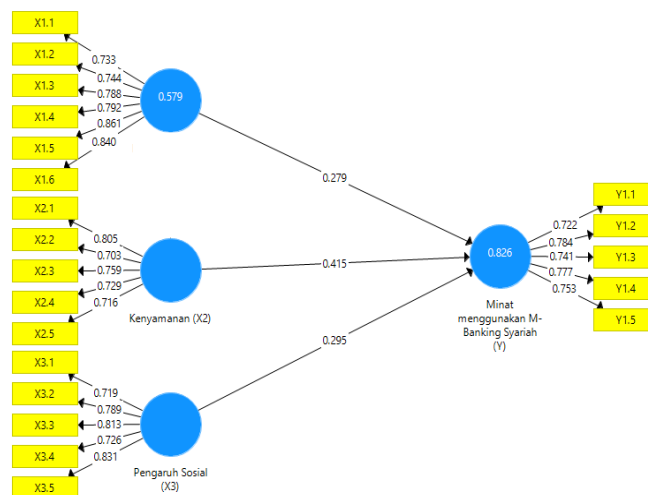 X1.1
X1.2
X1.3
X1.4
X1.5
X1.6
0.733
0.744
0.788
0.792
0.861
0.840
0.579
0.279
X2.1
X2.2
X2.3
X2.4
X2.5
0.805
0.703
0.759
0.729
0.716
Kenyamanan (X2)
0.415
X3.1
X3.2
X3.3
X3.4
X3.5
0.719
0.789
0.813
0.726
0.831
Pengaruh Sosial
(X3)
0.295
0.826
Minat
menggunakan M-
Banking Syariah
(Y)
0.722
0.784
0.741
0.777
0.753
Y1.1
Y1.2
Y1.3
Y1.4
Y1.5